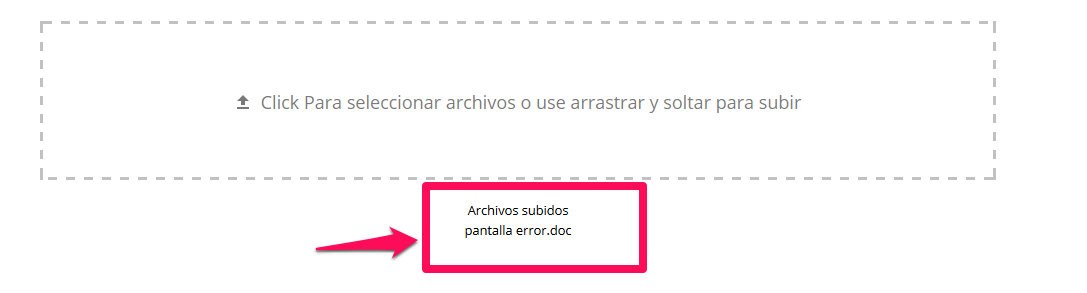 Click Para seleccionar archivos o use arrastrar y soltar para subir
Archivos subidos
pantalla error.doc